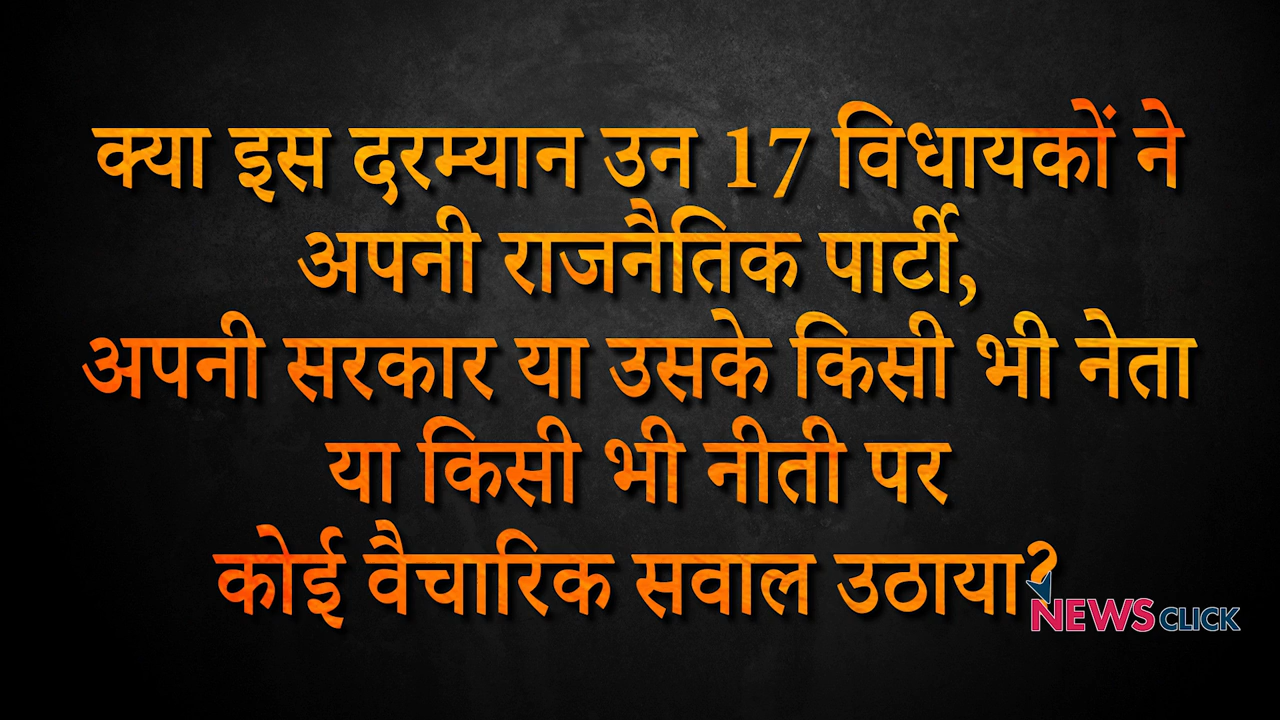 क्या इस दरम्यान उन 17 विधायकों ने
अपनी राजनैतिक पार्टी,
अपनी सरकार या उसके किसी भी नेता
या किसी भी नीती पर
कोई वैचारिक सवाल उठाया?
NEWSCLICK